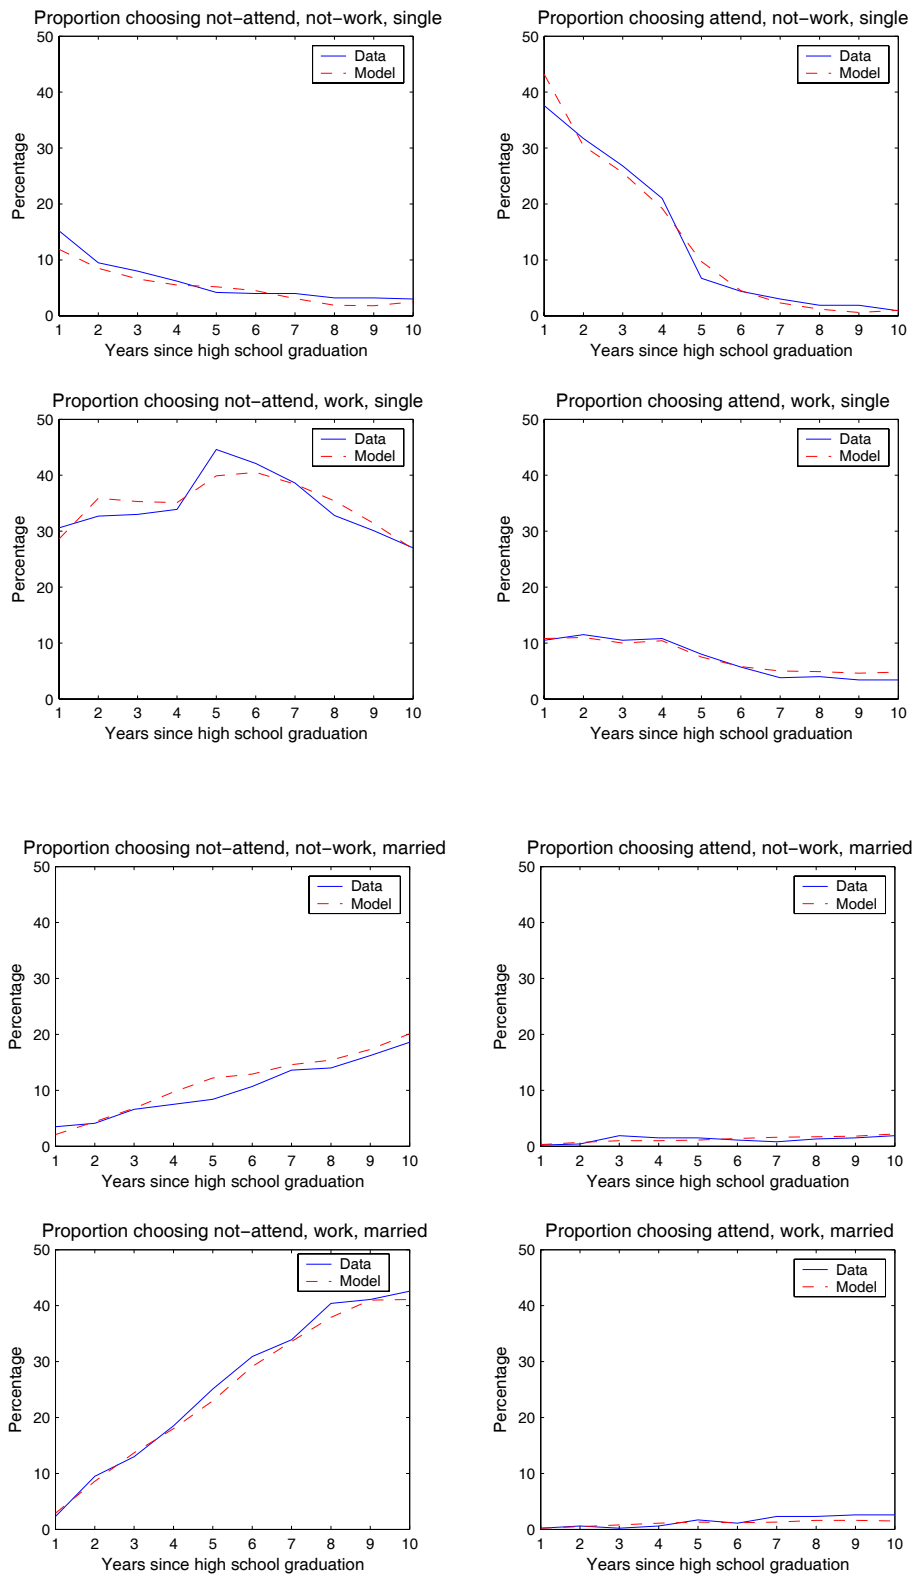 Proportion choosing not−attend, not−work, single
50
40
30
20
10
0
Percentage
Data
Model
1 2 3 4 5 6 7 8 9 10
Years since high school graduation
Proportion choosing attend, not−work, single
50
40
30
20
10
0
Percentage
Data
Model
1 2 3 4 5 6 7 8 9 10
Years since high school graduation
Proportion choosing not−attend, work, single
50
40
30
20
10
0
Percentage
Data
Model
1 2 3 4 5 6 7 8 9 10
Years since high school graduation
Proportion choosing attend, work, single
50
40
30
20
10
0
Percentage
Data
Model
1 2 3 4 5 6 7 8 9 10
Years since high school graduation
Proportion choosing not−attend, not−work, married
50
40
30
20
10
0
Percentage
Data
Model
1 2 3 4 5 6 7 8 9 10
Years since high school graduation
Proportion choosing attend, not−work, married
50
40
30
20
10
0
Percentage
Data
Model
1 2 3 4 5 6 7 8 9 10
Years since high school graduation
Proportion choosing not−attend, work, married
50
40
30
20
10
0
Percentage
Data
Model
1 2 3 4 5 6 7 8 9 10
Years since high school graduation
Proportion choosing attend, work, married
50
40
30
20
10
0
Percentage
Data
Model
1 2 3 4 5 6 7 8 9 10
Years since high school graduation